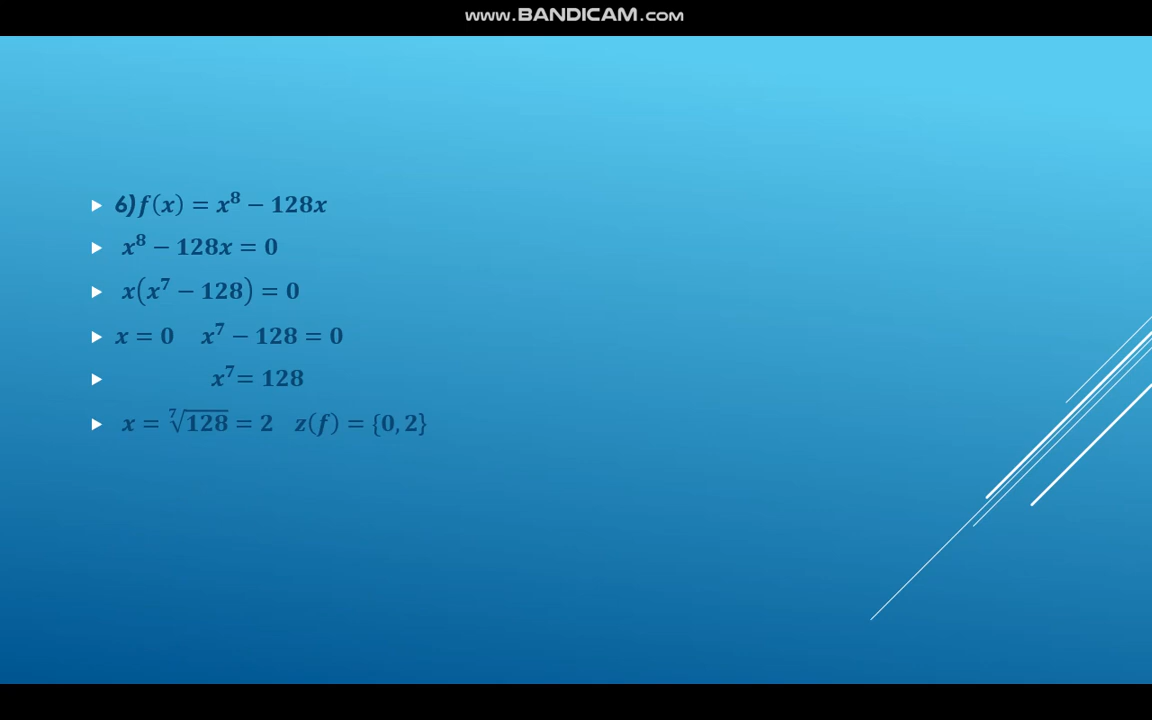 www.BANDICAM.com
6) f(x) = x⁸ − 128x
x⁸ − 128x = 0
x(x⁷ − 128) = 0
x = 0 x⁷ − 128 = 0
x⁷ = 128
x = ⁷√128 = 2 z(f) = {0, 2}